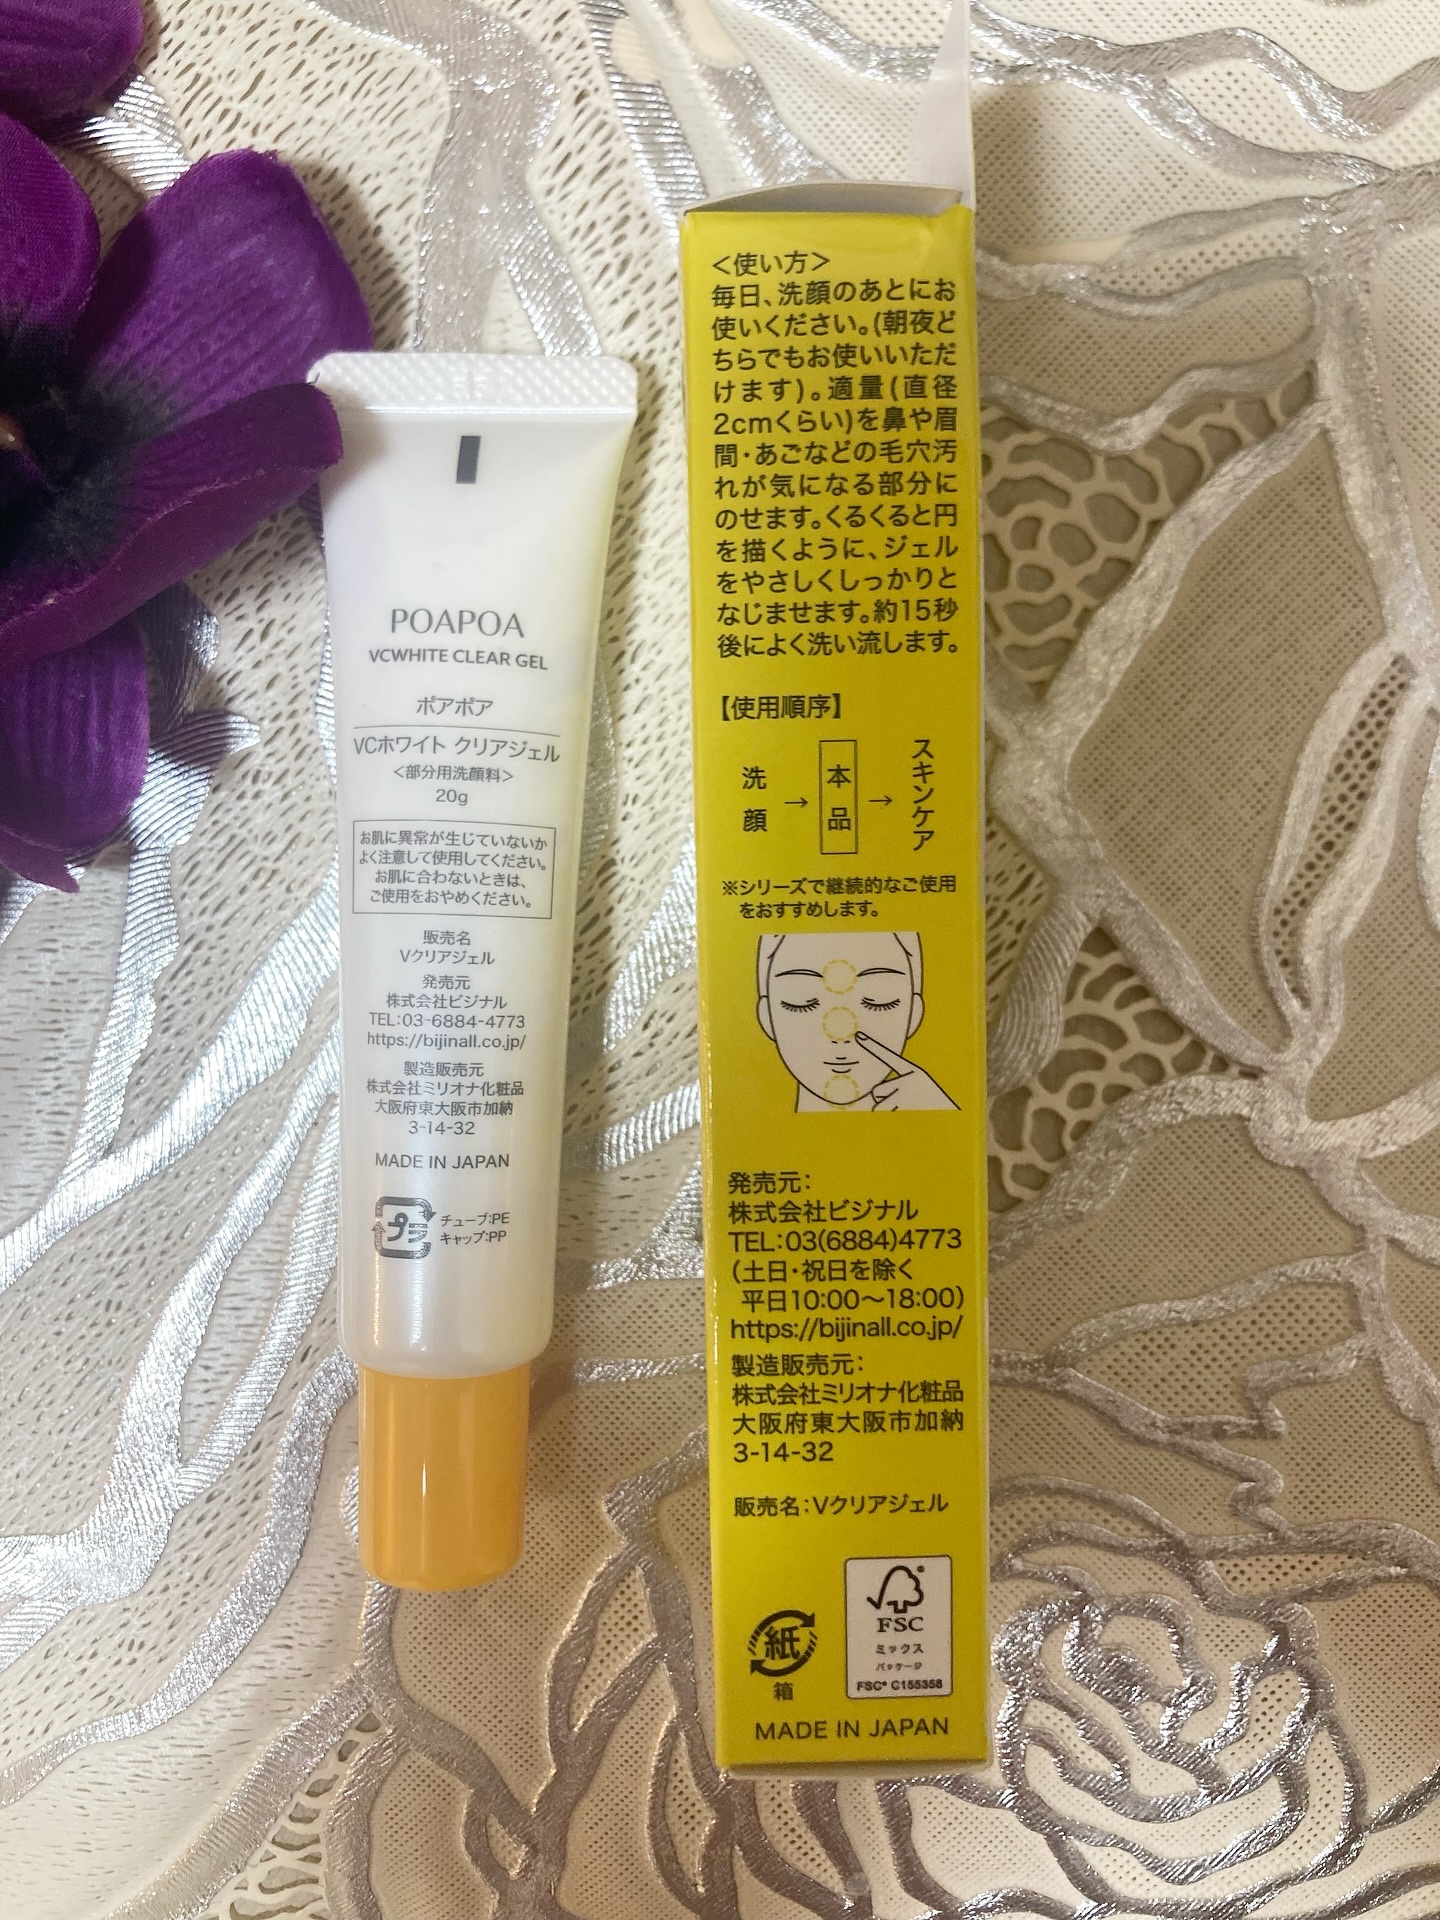 POAPOA
VCWHITE CLEAR GEL
ポアポア
VCホワイト クリアジェル
<部分用洗顔料>
20g
お肌に異常が生じていないか
よく注意して使用してください。
お肌に合わないときは、
ご使用をおやめください。
販売名
Vクリアジェル
発売元
株式会社ビジナル
TEL:03-6884-4773
https://bijinall.co.jp/
製造販売元
株式会社ミリオナ化粧品
大阪府東大阪市加納
3-14-32
MADE IN JAPAN
プラ
チューブ:PE
キャップ:PP
<使い方>
毎日、洗顔のあとにお
使いください。(朝夜ど
ちらでもお使いいただ
けます)。適量(直径
2cmくらい)を鼻や眉
間・あごなどの毛穴汚
れが気になる部分に
のせます。くるくると円
を描くように、ジェル
をやさしくしっかりと
なじませます。約15秒
後によく洗い流します。
【使用順序】
洗顔→本品→スキンケア
※シリーズで継続的なご使用
をおすすめします。
発売元:
株式会社ビジナル
TEL:03(6884)4773
(土日・祝日を除く
平日10:00〜18:00)
https://bijinall.co.jp/
製造販売元:
株式会社ミリオナ化粧品
大阪府東大阪市加納
3-14-32
販売名:Vクリアジェル
紙
箱
FSC
ミックス
パッケージ
FSC® C155358
MADE IN JAPAN